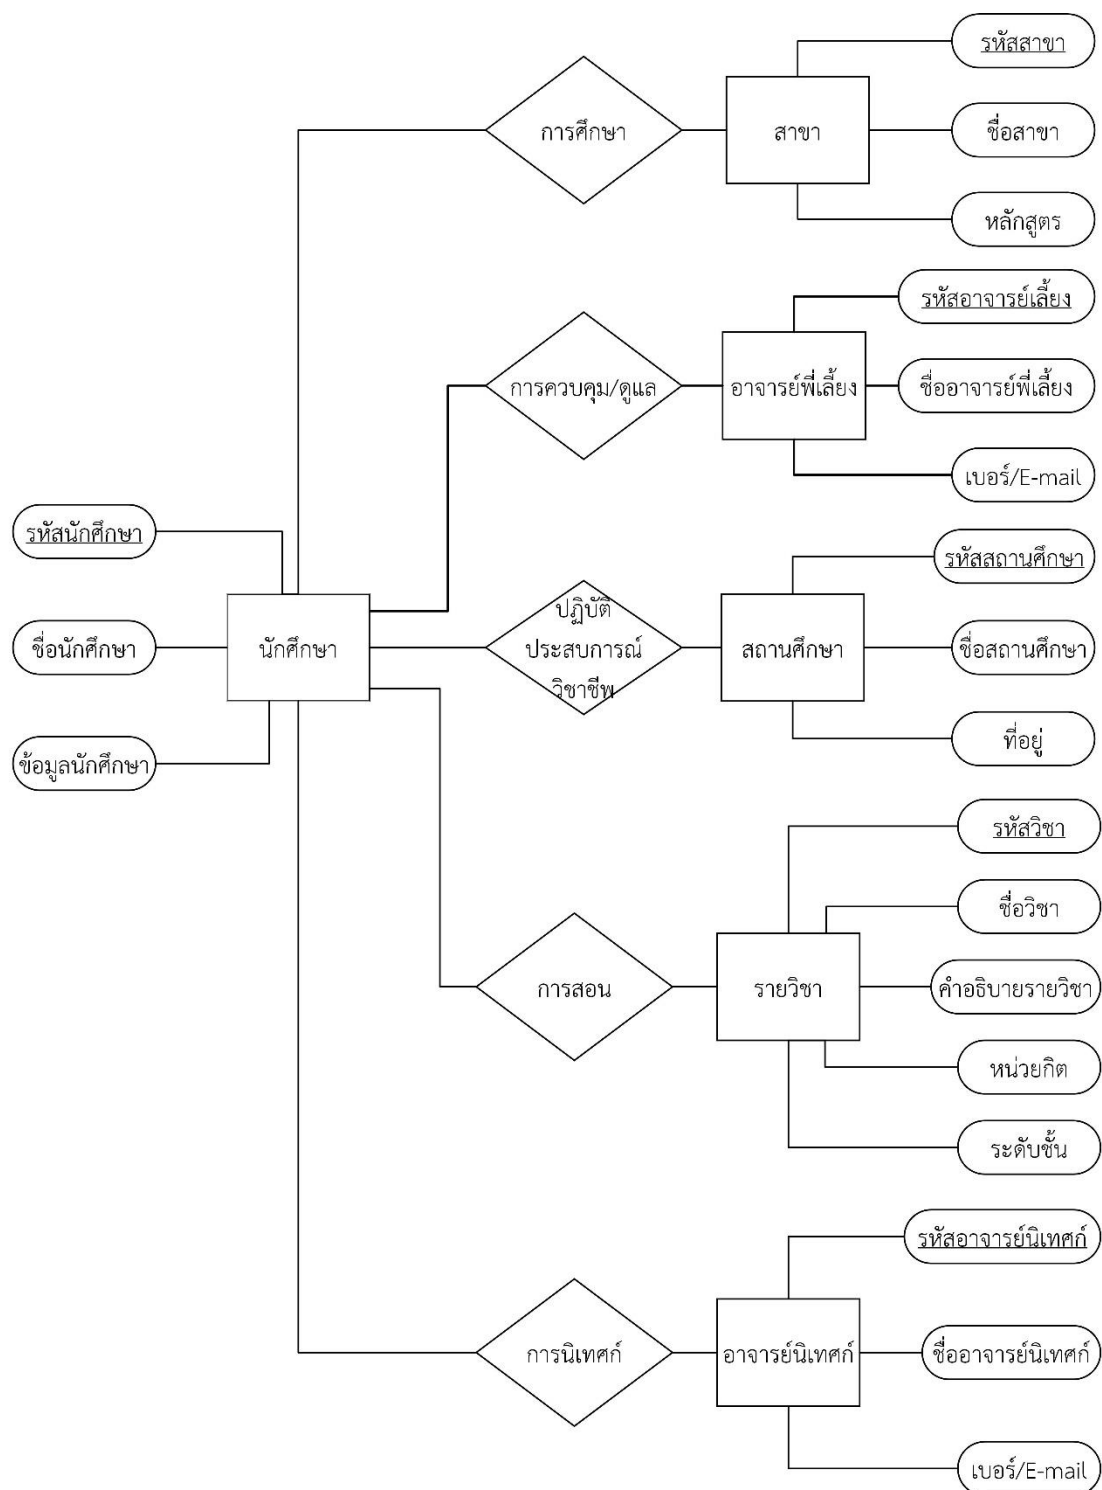 รหัสสาขา
การศึกษา
สาขา
ชื่อสาขา
หลักสูตร
รหัสอาจารย์เลี้ยง
การควบคุม/ดูแล
อาจารย์พี่เลี้ยง
ชื่ออาจารย์พี่เลี้ยง
เบอร์/E-mail
รหัสนักศึกษา
ชื่อนักศึกษา
ข้อมูลนักศึกษา
นักศึกษา
ปฏิบัติ
ประสบการณ์
วิชาชีพ
สถานศึกษา
รหัสสถานศึกษา
ชื่อสถานศึกษา
ที่อยู่
รหัสวิชา
ชื่อวิชา
การสอน
รายวิชา
คำอธิบายรายวิชา
หน่วยกิต
ระดับชั้น
รหัสอาจารย์นิเทศก์
การนิเทศก์
อาจารย์นิเทศก์
ชื่ออาจารย์นิเทศก์
เบอร์/E-mail